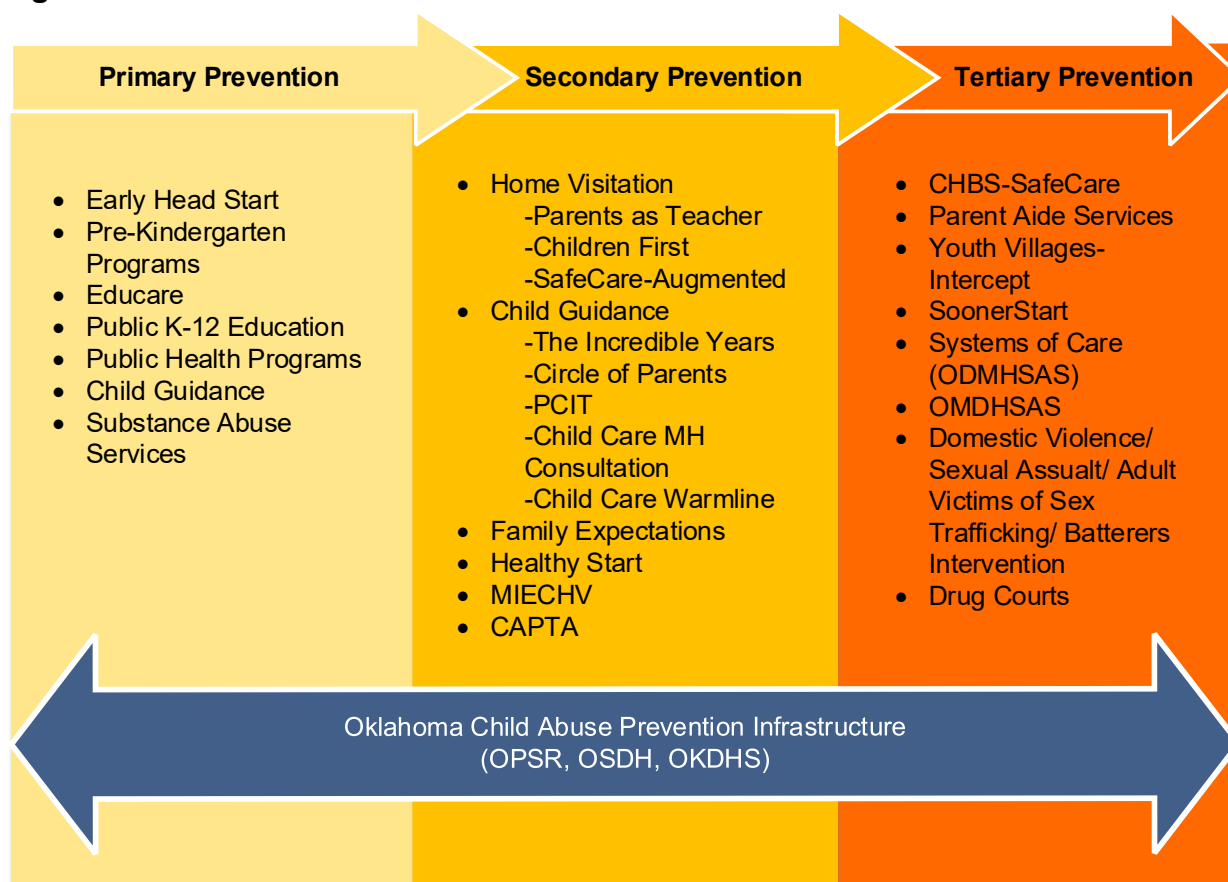 Primary Prevention
Secondary Prevention
Tertiary Prevention
• Early Head Start
• Pre-Kindergarten
Programs
• Educare
• Public K-12 Education
• Public Health Programs
• Child Guidance
• Substance Abuse
Services
• Home Visitation
-Parents as Teacher
-Children First
-SafeCare-Augmented
• Child Guidance
-The Incredible Years
-Circle of Parents
-PCIT
-Child Care MH
Consultation
-Child Care Warmline
• Family Expectations
• Healthy Start
• MIECHV
• CAPTA
• CHBS-SafeCare
• Parent Aide Services
• Youth Villages-
Intercept
• SoonerStart
• Systems of Care
(ODMHSAS)
• OMDHSAS
• Domestic Violence/
Sexual Assualt/ Adult
Victims of Sex
Trafficking/ Batterers
Intervention
• Drug Courts
Oklahoma Child Abuse Prevention Infrastructure
(OPSR, OSDH, OKDHS)